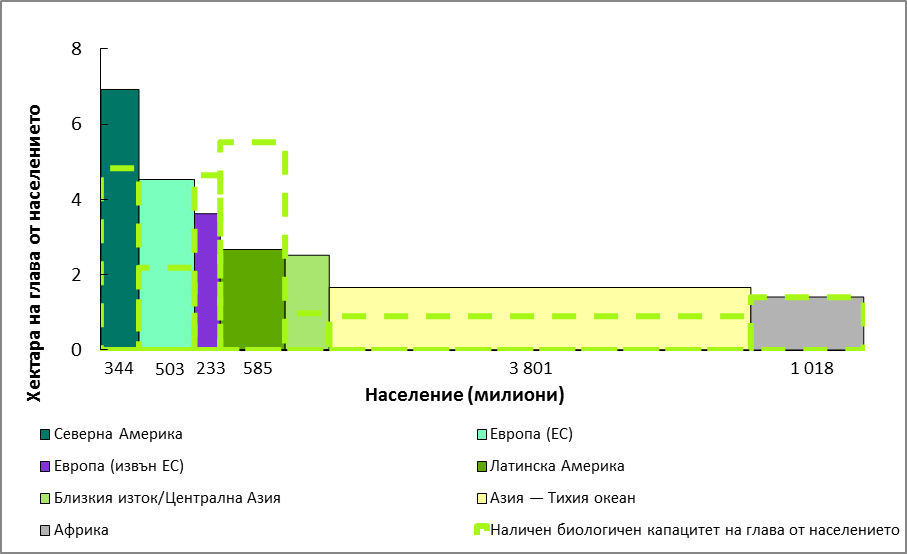 8
6
4
2
0
Хектара на глава от населението
344 503 233 585 3 801 1 018
Население (милиони)
Северна Америка
Европа (ЕС)
Европа (извън ЕС)
Латинска Америка
Близкия изток/Централна Азия
Азия — Тихия океан
Африка
Наличен биологичен капацитет на глава от населението